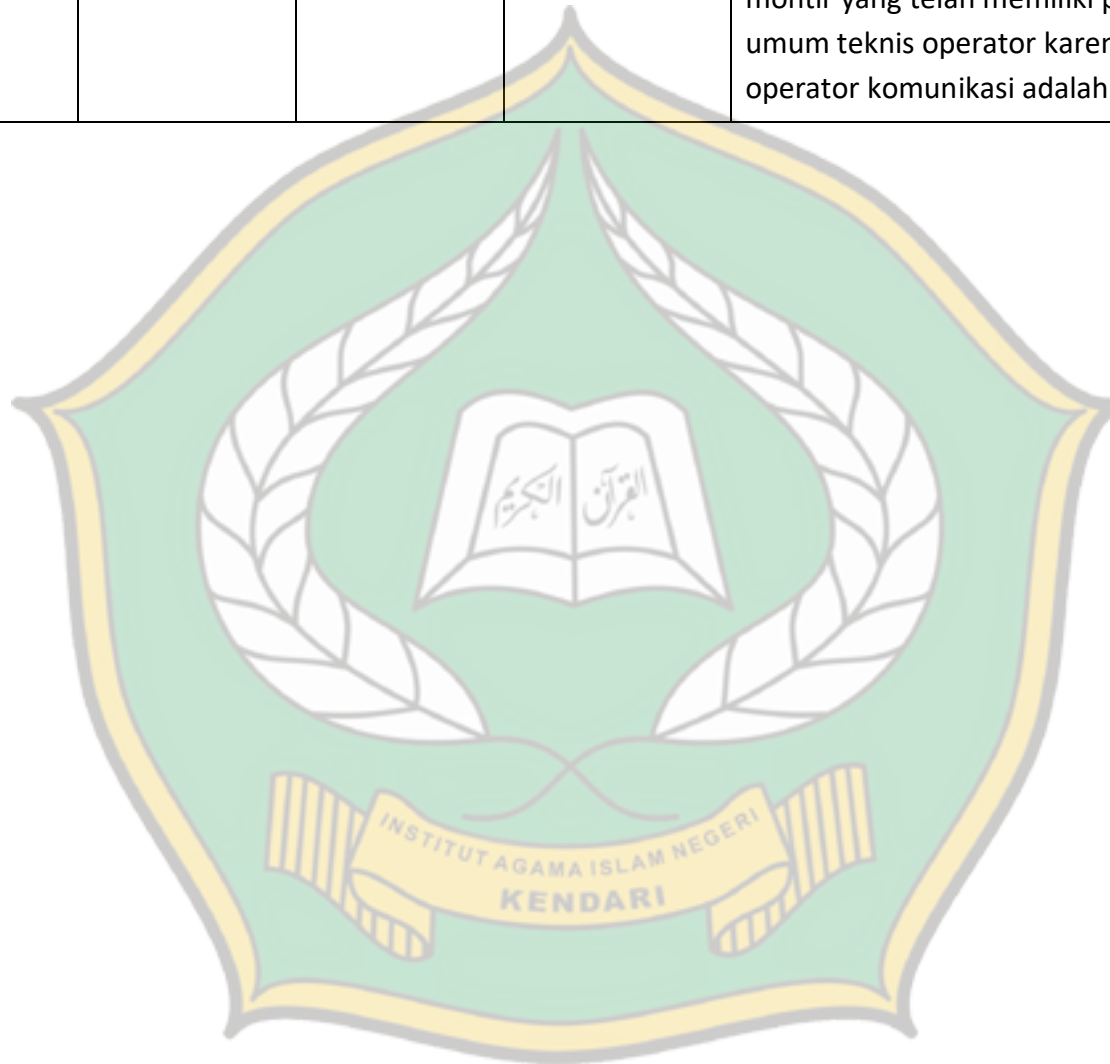 montir yang telah memiliki
umum teknis operator
operator komunikasi adalah
القرآن الكريم
INSTITUT AGAMA ISLAM NEGERI
KENDARI